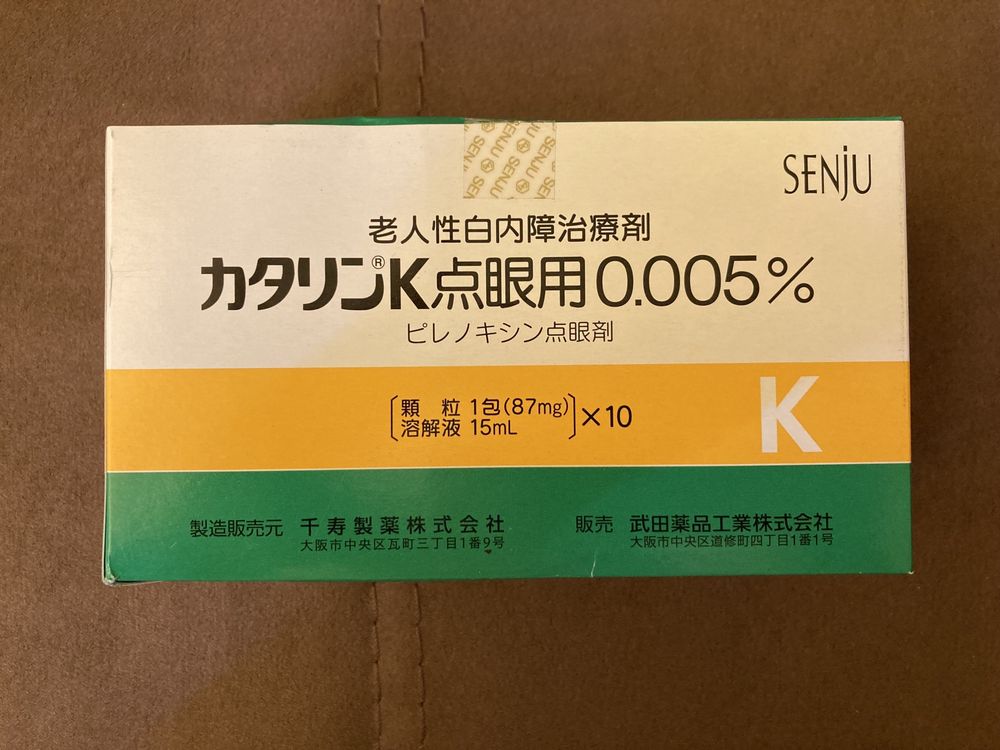 SENJU
SENJU
老人性白内障治療剤
カタリン®K点眼用0.005%
ピレノキシン点眼剤
顆粒 1包(87mg)
溶解液 15mL
×10
K
製造販売元 千寿製薬株式会社
大阪市中央区瓦町三丁目1番9号
販売 武田薬品工業株式会社
大阪市中央区道修町四丁目1番1号